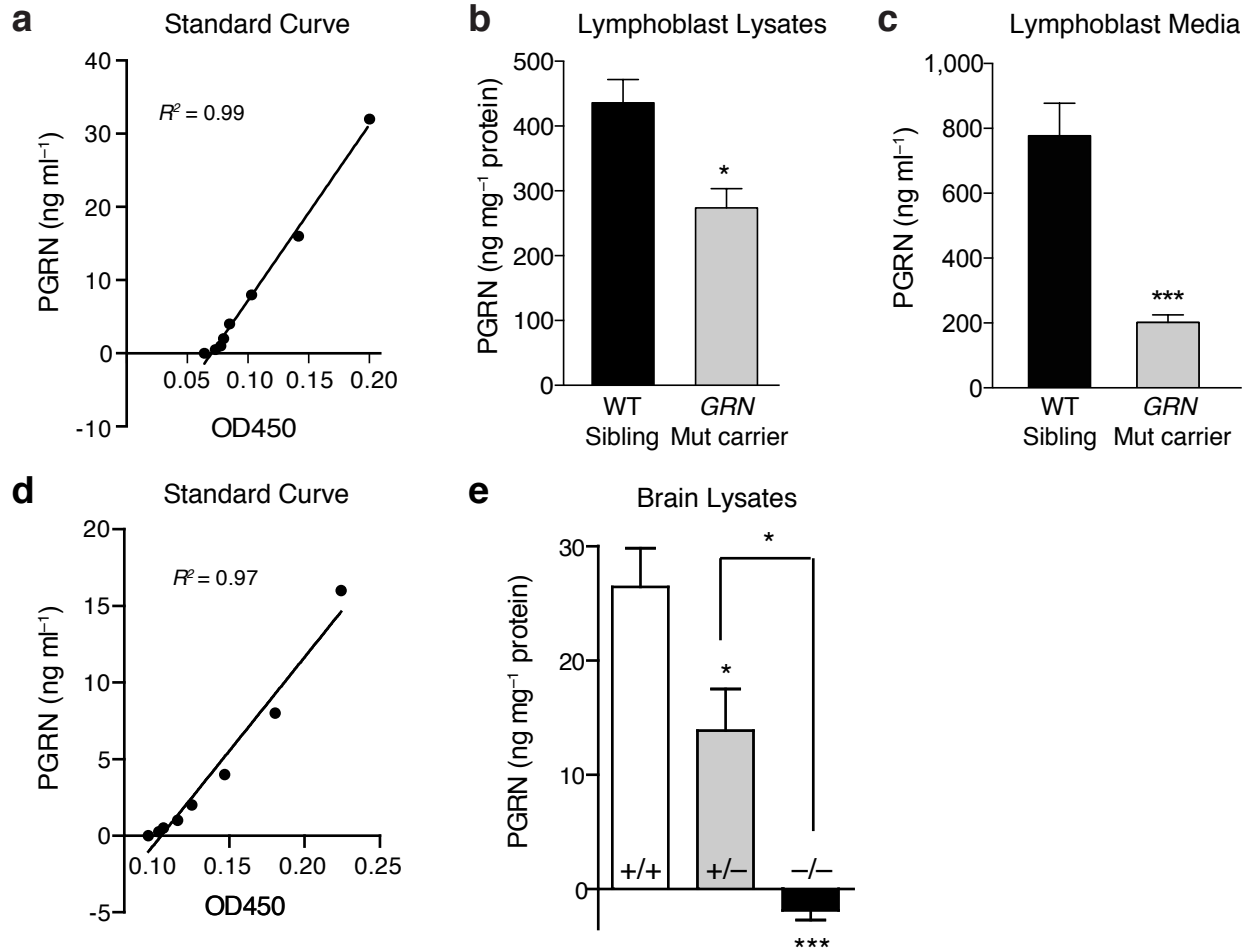 a
Standard Curve
40
30
20
10
0
-10
PGRN (ng ml⁻¹)
R² = 0.99
0.05 0.10 0.15 0.20
OD450
b
Lymphoblast Lysates
500
400
300
200
100
0
PGRN (ng mg⁻¹ protein)
*
WT
Sibling
GRN
Mut carrier
c
Lymphoblast Media
1,000
800
600
400
200
0
PGRN (ng ml⁻¹)
***
WT
Sibling
GRN
Mut carrier
d
Standard Curve
20
15
10
5
0
-5
PGRN (ng ml⁻¹)
R² = 0.97
0.10 0.15 0.20 0.25
OD450
e
Brain Lysates
30
20
10
0
PGRN (ng mg⁻¹ protein)
*
*
+/+ +/− −/−
***